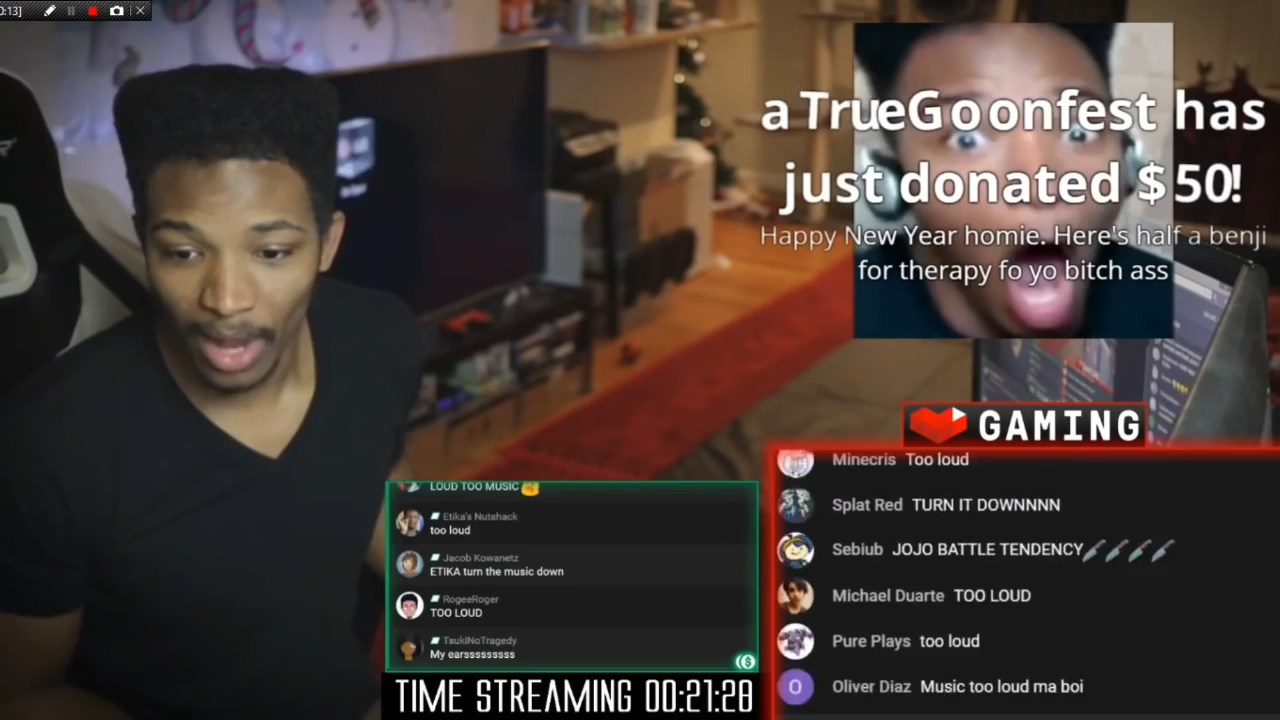 0:13]
a TrueGoonfest has
just donated $50!
Happy New Year homie. Here's half a benji
for therapy fo yo bitch ass
GAMING
LOUD TOO MUSIC
Etika's Nutshack
too loud
Jacob Kowanetz
ETIKA turn the music down
RogeeRoger
TOO LOUD
TsukiNoTragedy
My earsssssssss
TIME STREAMING 00:21:28
Minecris Too loud
Splat Red TURN IT DOWNNNN
Sebiub JOJO BATTLE TENDENCY
Michael Duarte TOO LOUD
Pure Plays too loud
O
Oliver Diaz Music too loud ma boi